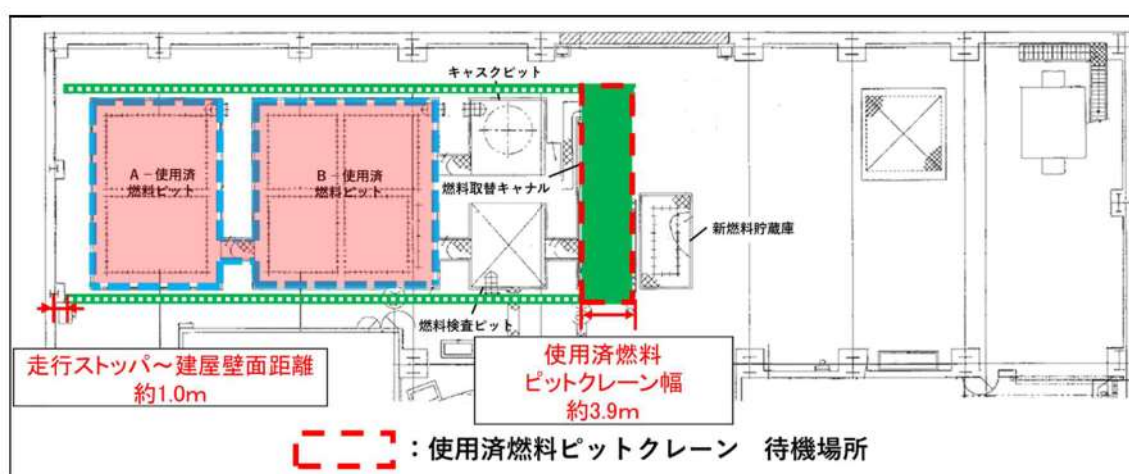 キャスクピット
A-使用済
燃料ピット
B-使用済
燃料ピット
燃料取替キャナル
新燃料貯蔵庫
燃料検査ピット
走行ストッパ～建屋壁面距離
約1.0m
使用済燃料
ピットクレーン幅
約3.9m
：使用済燃料ピットクレーン　待機場所